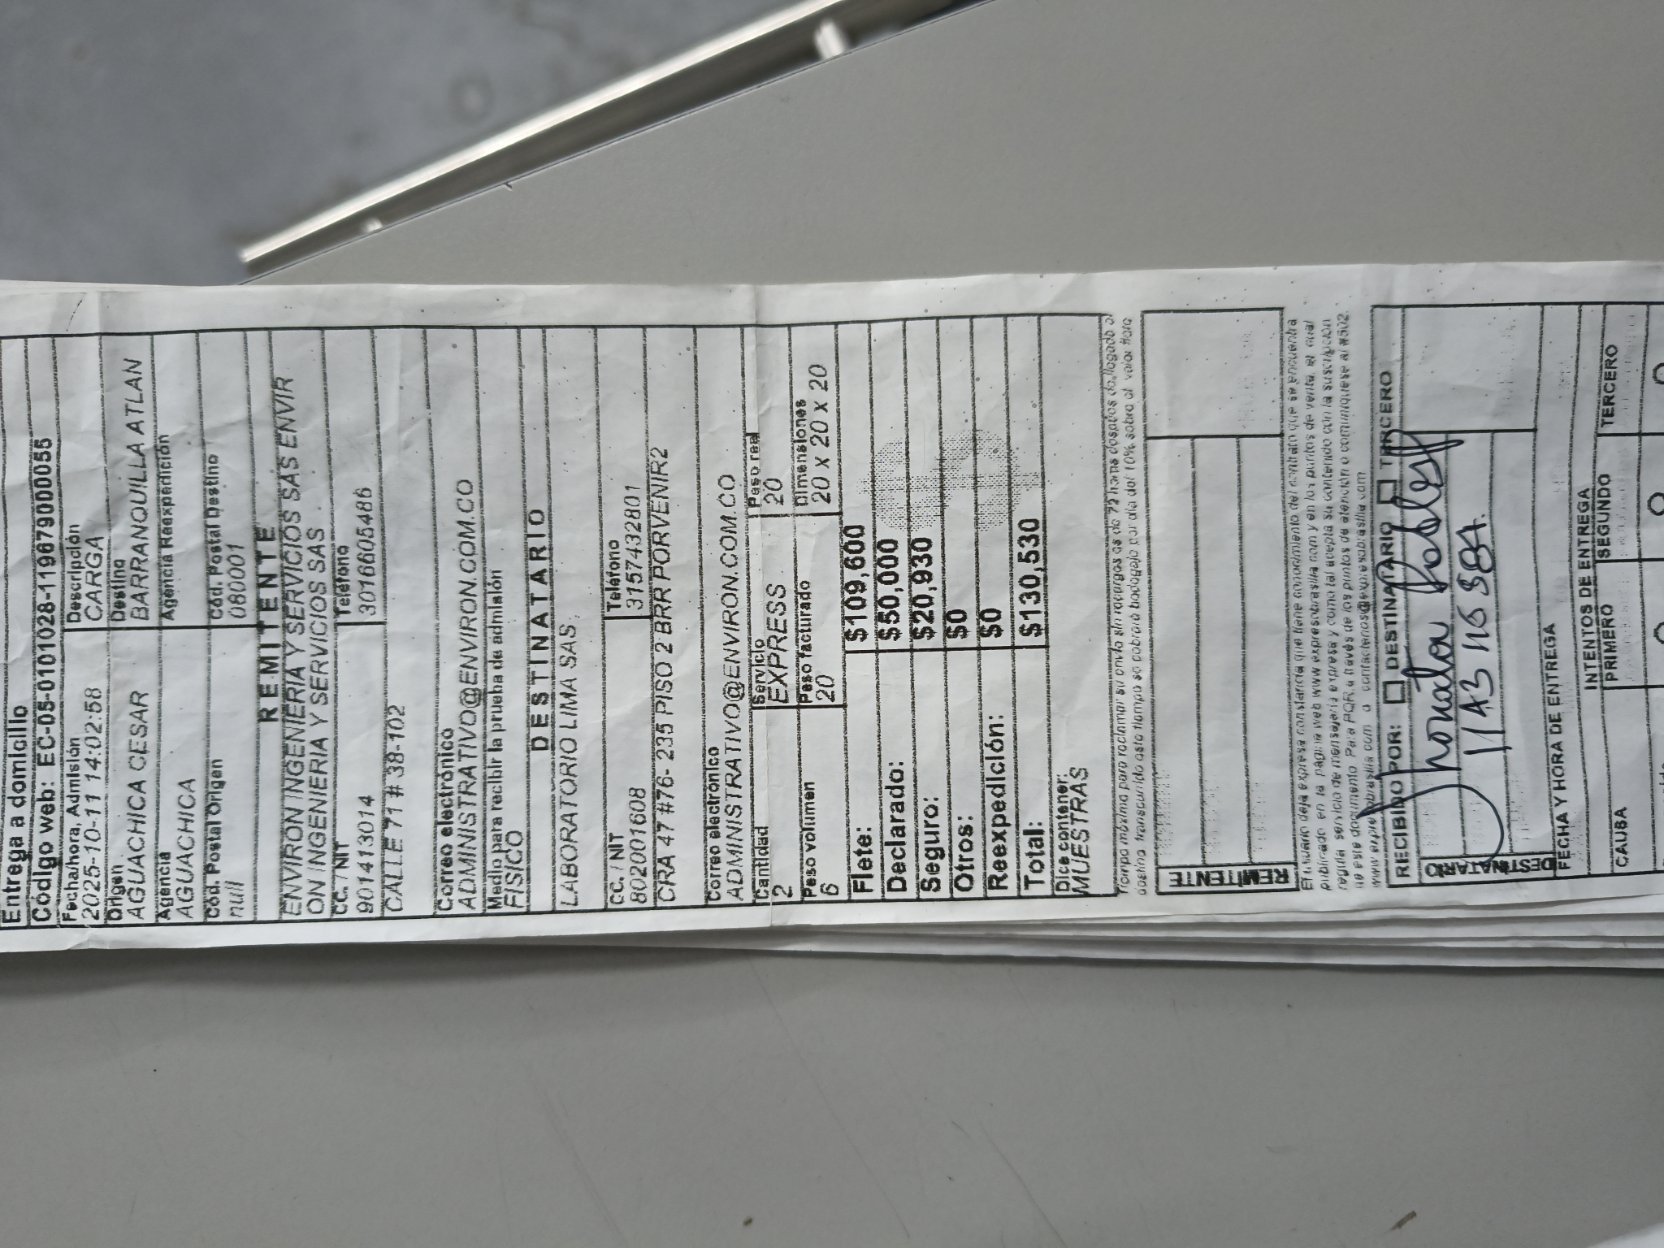 Entrega a domicilio
Código web: EC-05-0101028-1196790000055
Fecha/hora, Admisión Descripción
2025-10-11 14:02:58 CARGA
Origen Destino
AGUACHICA CESAR BARRANQUILLA ATLAN
Agencia Agencia Reexpedición
AGUACHICA
Cód. Postal Origen Cód. Postal Destino
null 080001
REMITENTE
ENVIRON INGENIERIA Y SERVICIOS SAS ENVIR
ON INGENIERIA Y SERVICIOS SAS
CC. / NIT Teléfono
901413014 3016605486
CALLE 71 # 38-102
Correo electrónico
ADMINISTRATIVO@ENVIRON.COM.CO
Medio para recibir la prueba de admisión
FISICO
DESTINATARIO
LABORATORIO LIMA SAS.
CC. / NIT Teléfono
802001608 3157432801
CRA 47 #76- 235 PISO 2 BRR PORVENIR2
Correo electrónico
ADMINISTRATIVO@ENVIRON.COM.CO
Cantidad Servicio Peso real
2 EXPRESS 20
Peso volumen Peso facturado Dimensiones
6 20 20 x 20 x 20
Flete: $109,600
Declarado: $50,000
Seguro: $20,930
Otros: $0
Reexpedición: $0
Total: $130,530
Dice contener:
MUESTRAS
REMITENTE
RECIBIDO POR: DESTINATARIO TERCERO
Jhonata Robles
1143116584
DESTINATARIO
FECHA Y HORA DE ENTREGA
INTENTOS DE ENTREGA
CAUSA PRIMERO SEGUNDO TERCERO